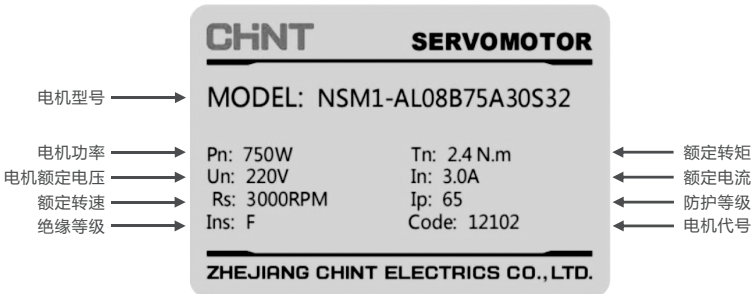 CHNT
SERVOMOTOR
电机型号
MODEL: NSM1-AL08B75A30S32
电机功率 Pn: 750W Tn: 2.4 N.m 额定转矩
电机额定电压 Un: 220V In: 3.0A 额定电流
额定转速 Rs: 3000RPM Ip: 65 防护等级
绝缘等级 Ins: F Code: 12102 电机代号
ZHEJIANG CHINT ELECTRICS CO., LTD.